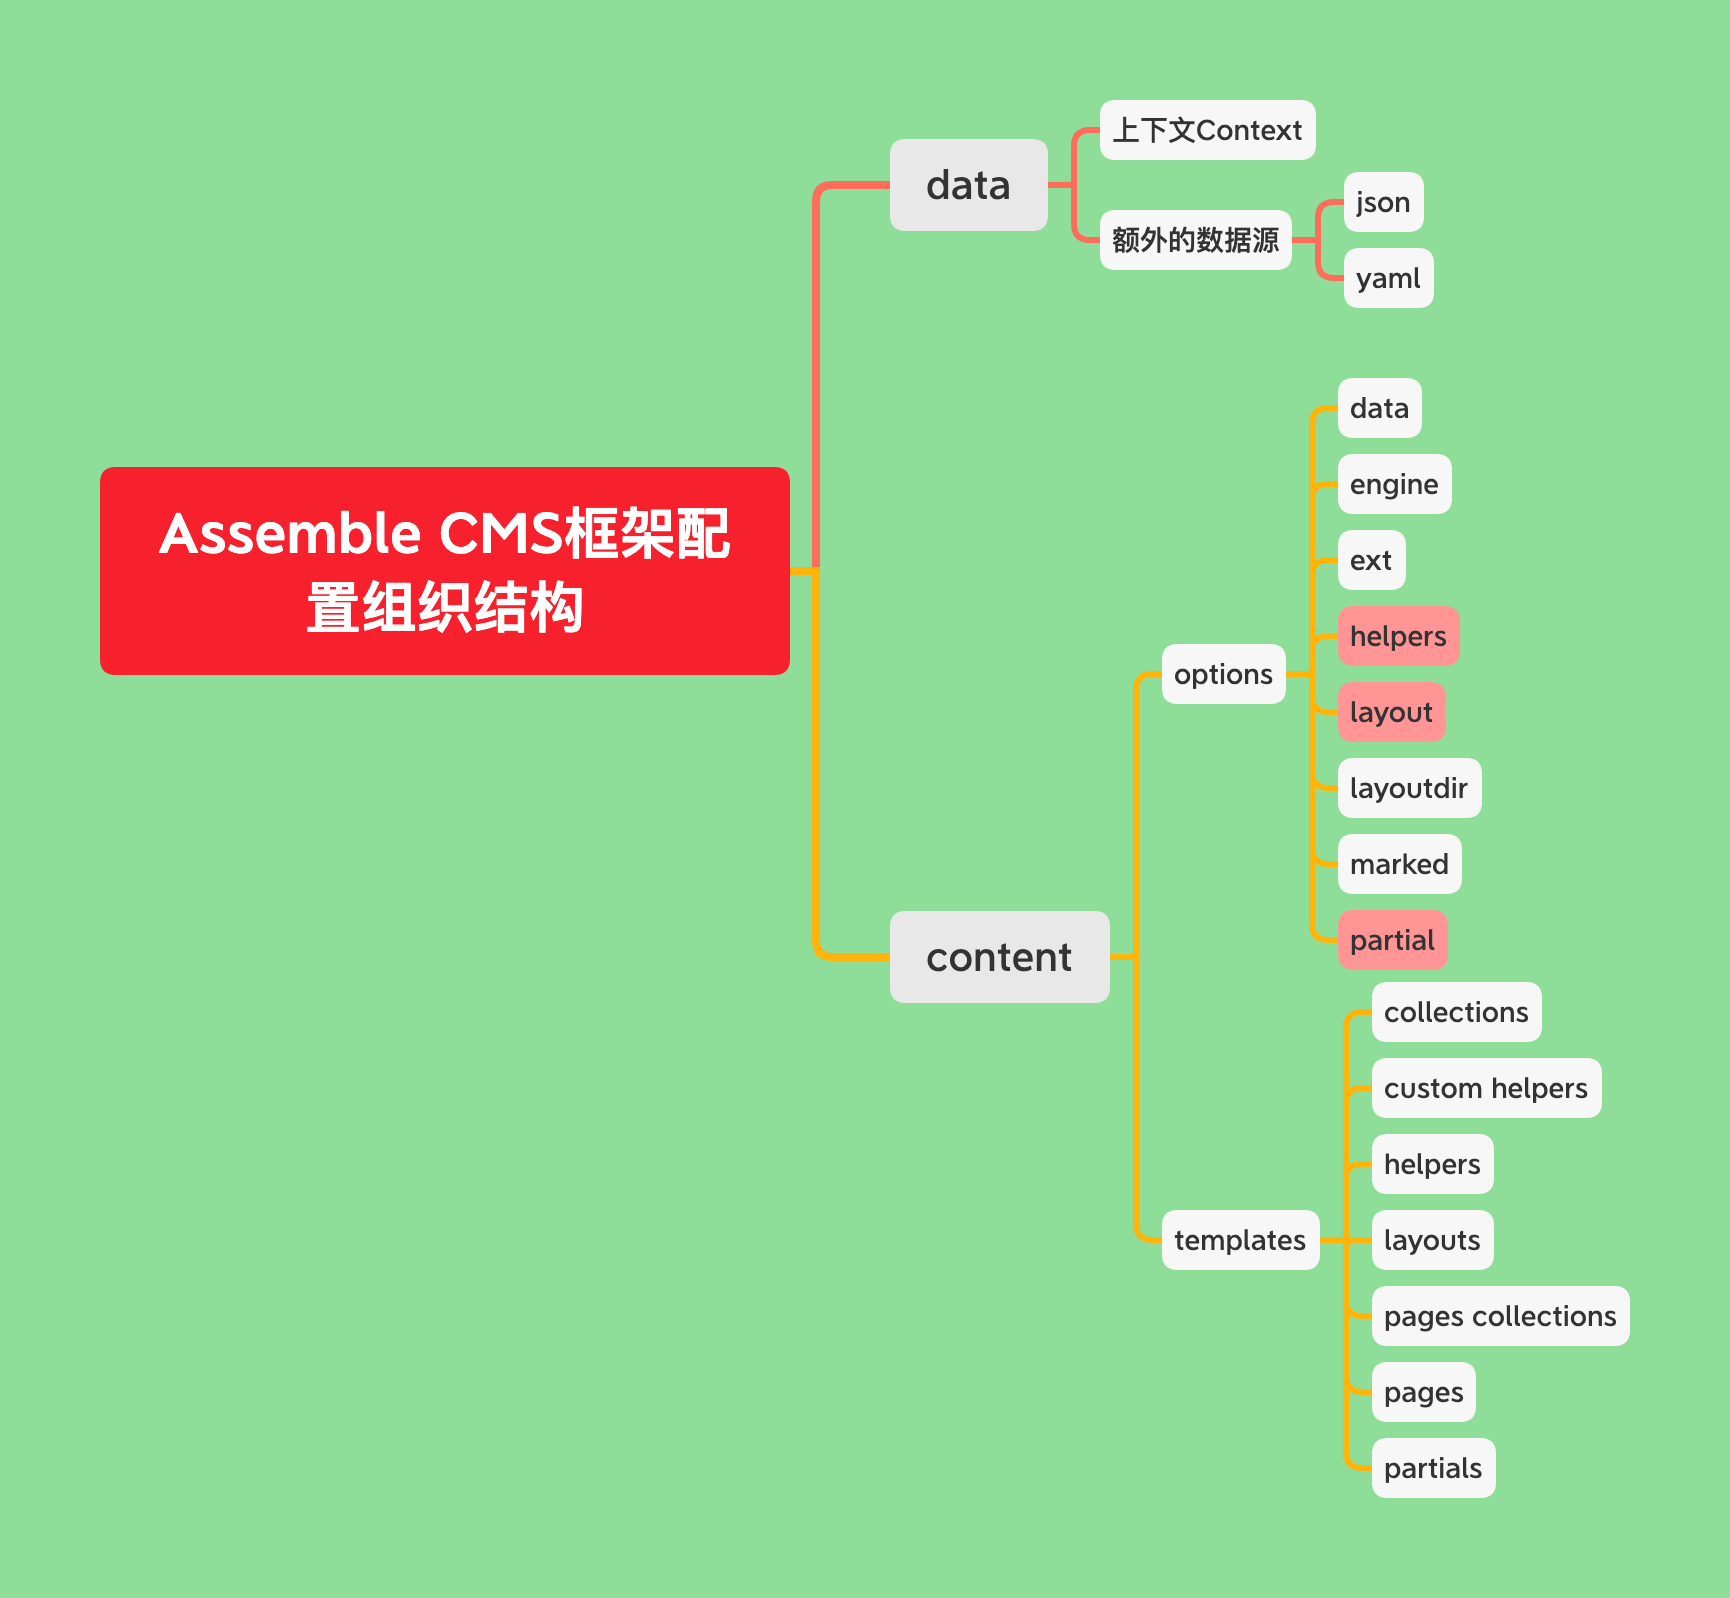 Assemble CMS框架配
置组织结构
data
上下文Context
额外的数据源
json
yaml
content
options
data
engine
ext
helpers
layout
layoutdir
marked
partial
templates
collections
custom helpers
helpers
layouts
pages collections
pages
partials